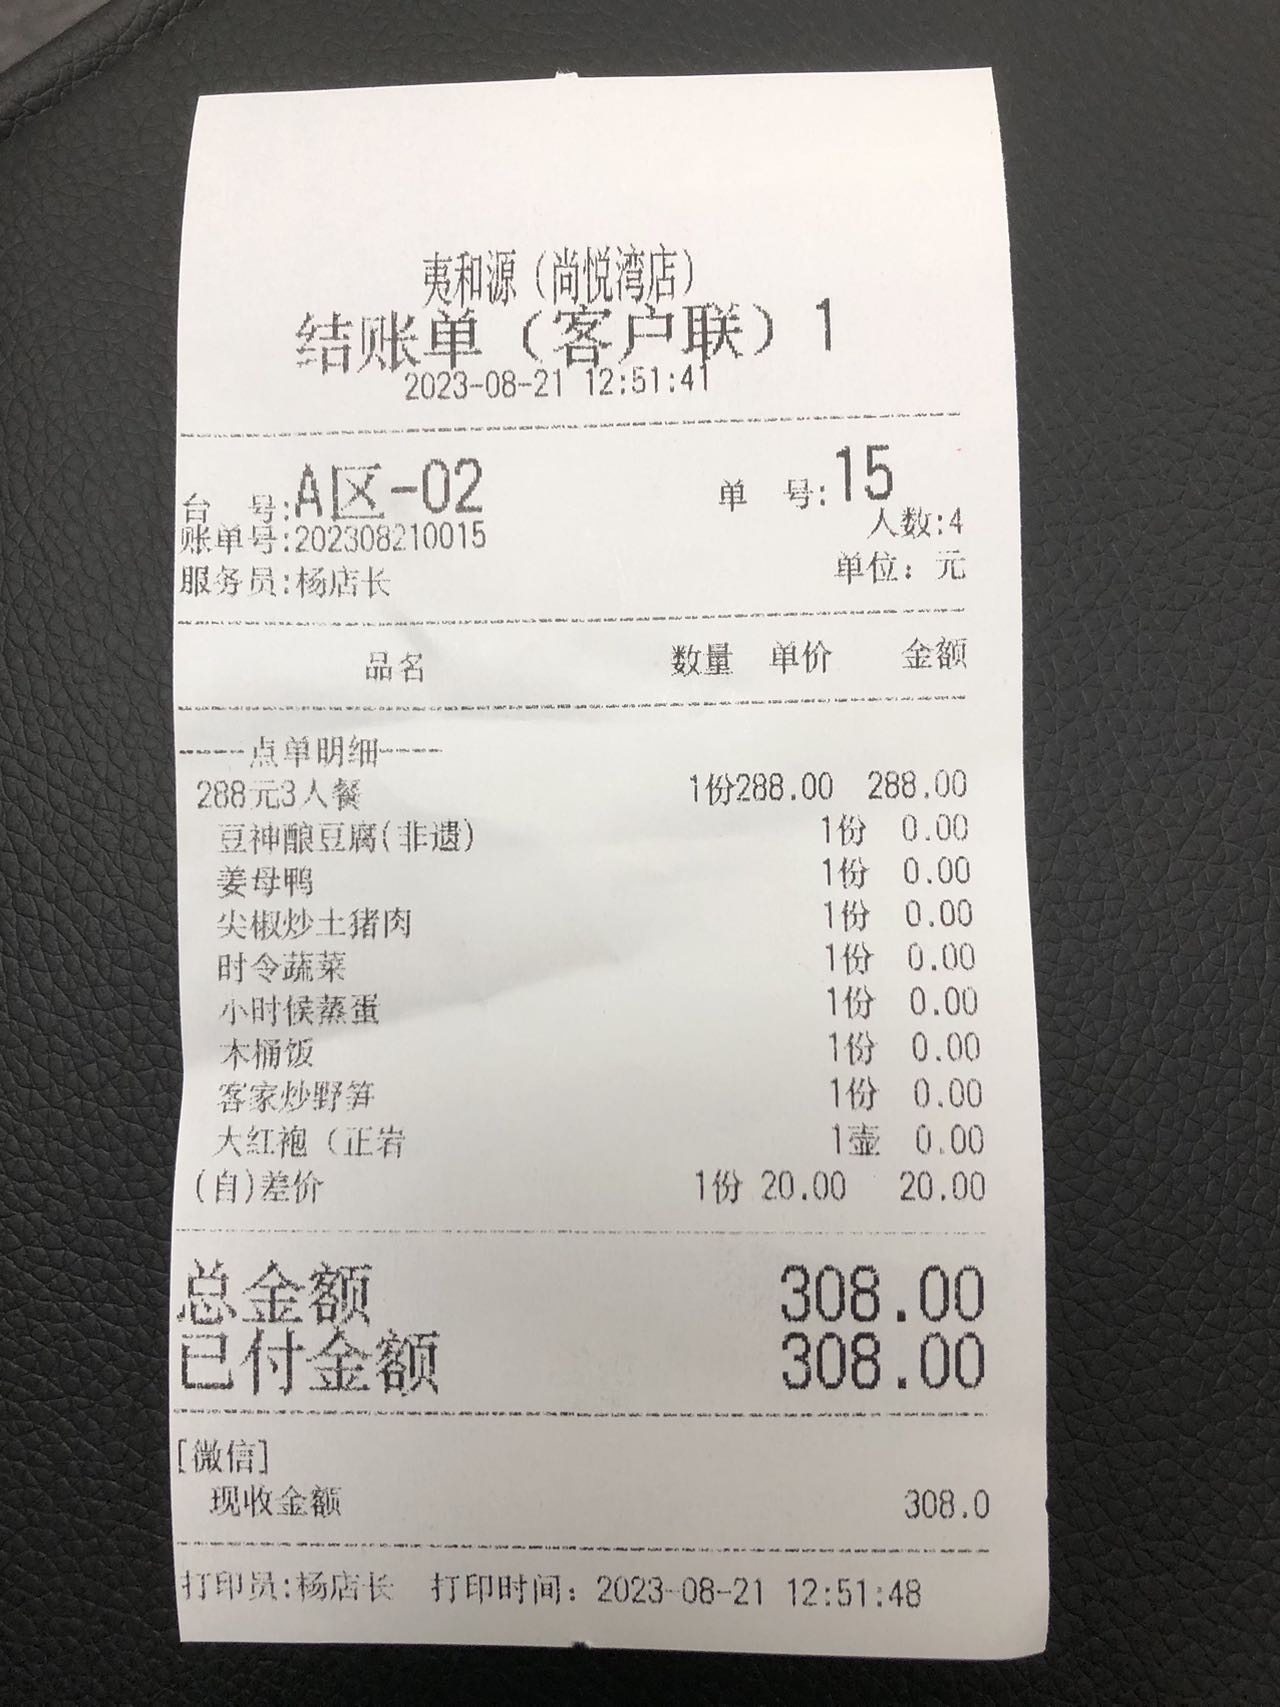 夷和源（尚悦湾店）
结账单（客户联）1
2023-08-21 12:51:41
台 号:A区-02 单 号:15
人数:4
账单号:202308210015
服务员:杨店长 单位：元
品名 数量 单价 金额
-----点单明细-----
288元3人餐 1份288.00 288.00
豆神酿豆腐(非遗) 1份 0.00
姜母鸭 1份 0.00
尖椒炒土猪肉 1份 0.00
时令蔬菜 1份 0.00
小时候蒸蛋 1份 0.00
木桶饭 1份 0.00
客家炒野笋 1份 0.00
大红袍（正岩 1壶 0.00
(自)差价 1份 20.00 20.00
总金额 308.00
已付金额 308.00
[微信]
现收金额 308.0
打印员:杨店长 打印时间：2023-08-21 12:51:48